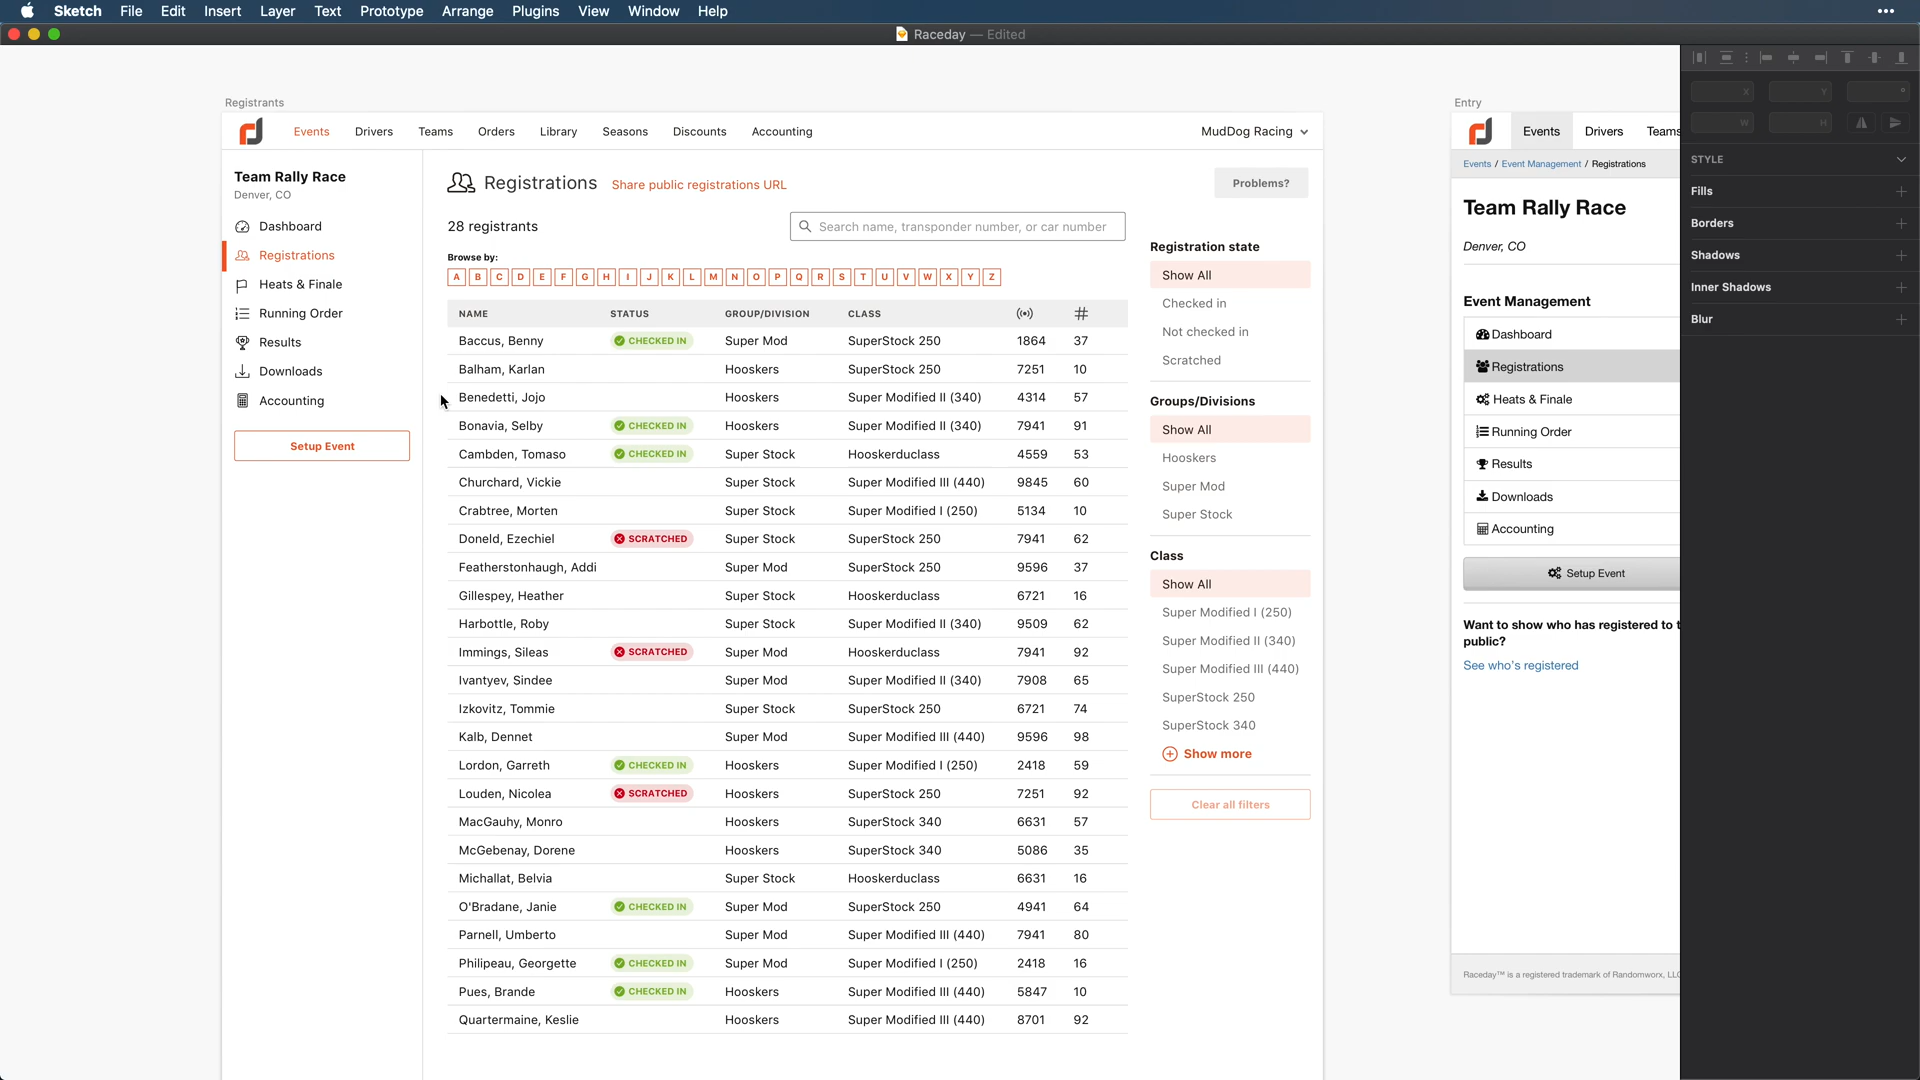 Sketch File Edit Insert Layer Text Prototype Arrange Plugins View Window Help
Raceday — Edited
Registrants
Events Drivers Teams Orders Library Seasons Discounts Accounting MudDog Racing
Team Rally Race
Denver, CO
Dashboard
Registrations
Heats & Finale
Running Order
Results
Downloads
Accounting
Setup Event
Registrations Share public registrations URL Problems?
28 registrants Search name, transponder number, or car number
Browse by:
A B C D E F G H I J K L M N O P Q R S T U V W X Y Z
NAME STATUS GROUP/DIVISION CLASS #
Baccus, Benny CHECKED IN Super Mod SuperStock 250 1864 37
Balham, Karlan Hooskers SuperStock 250 7251 10
Benedetti, Jojo Hooskers Super Modified II (340) 4314 57
Bonavia, Selby CHECKED IN Hooskers Super Modified II (340) 7941 91
Cambden, Tomaso CHECKED IN Super Stock Hooskerduclass 4559 53
Churchard, Vickie Super Stock Super Modified III (440) 9845 60
Crabtree, Morten Super Stock Super Modified I (250) 5134 10
Doneld, Ezechiel SCRATCHED Super Stock SuperStock 250 7941 62
Featherstonhaugh, Addi Super Mod SuperStock 250 9596 37
Gillespey, Heather Super Stock Hooskerduclass 6721 16
Harbottle, Roby Super Stock Super Modified II (340) 9509 62
Immings, Sileas SCRATCHED Super Mod Hooskerduclass 7941 92
Ivantyev, Sindee Super Mod Super Modified II (340) 7908 65
Izkovitz, Tommie Super Stock SuperStock 250 6721 74
Kalb, Dennet Super Mod Super Modified III (440) 9596 98
Lordon, Garreth CHECKED IN Hooskers Super Modified I (250) 2418 59
Louden, Nicolea SCRATCHED Hooskers SuperStock 250 7251 92
MacGauhy, Monro Hooskers SuperStock 340 6631 57
McGebenay, Dorene Hooskers SuperStock 340 5086 35
Michallat, Belvia Super Stock Hooskerduclass 6631 16
O'Bradane, Janie CHECKED IN Super Mod SuperStock 250 4941 64
Parnell, Umberto Super Mod Super Modified III (440) 7941 80
Philipeau, Georgette CHECKED IN Super Mod Super Modified I (250) 2418 16
Pues, Brande CHECKED IN Hooskers Super Modified III (440) 5847 10
Quartermaine, Keslie Hooskers Super Modified III (440) 8701 92
Registration state
Show All
Checked in
Not checked in
Scratched
Groups/Divisions
Show All
Hooskers
Super Mod
Super Stock
Class
Show All
Super Modified I (250)
Super Modified II (340)
Super Modified III (440)
SuperStock 250
SuperStock 340
Show more
Clear all filters
Entry
Events Drivers Teams
Events / Event Management / Registrations
Team Rally Race
Denver, CO
Event Management
Dashboard
Registrations
Heats & Finale
Running Order
Results
Downloads
Accounting
Setup Event
Want to show who has registered to t
public?
See who's registered
Raceday™ is a registered trademark of Randomworx, LLC
X Y °
W H
STYLE
Fills
Borders
Shadows
Inner Shadows
Blur